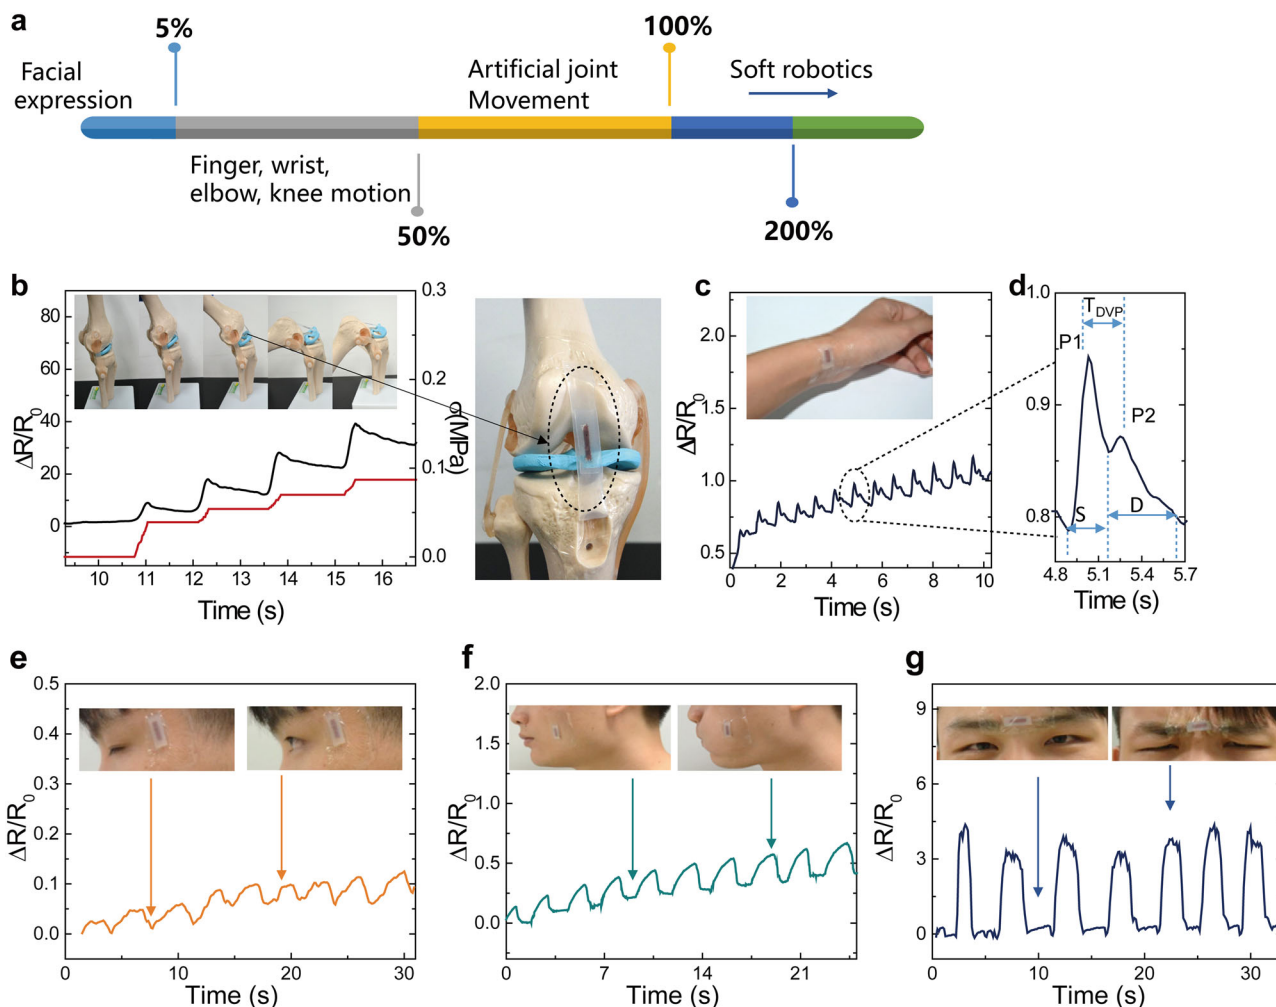 a
5%
100%
Facial
expression
Artificial joint
Movement
Soft robotics
Finger, wrist,
elbow, knee motion
50%
200%
b
80
60
40
20
0
ΔR/R0
0.3
0.2
0.1
0.0
σ(MPa)
10 11 12 13 14 15 16
Time (s)
c
2.0
1.5
1.0
0.5
ΔR/R0
0 2 4 6 8 10
Time (s)
d
1.0
0.9
0.8
TDVP
P1
P2
S
D
4.8 5.1 5.4 5.7
Time (s)
e
0.5
0.4
0.3
0.2
0.1
0.0
ΔR/R0
0 10 20 30
Time (s)
f
2.0
1.5
1.0
0.5
0.0
ΔR/R0
0 7 14 21
Time (s)
g
9
6
3
0
ΔR/R0
0 10 20 30
Time (s)